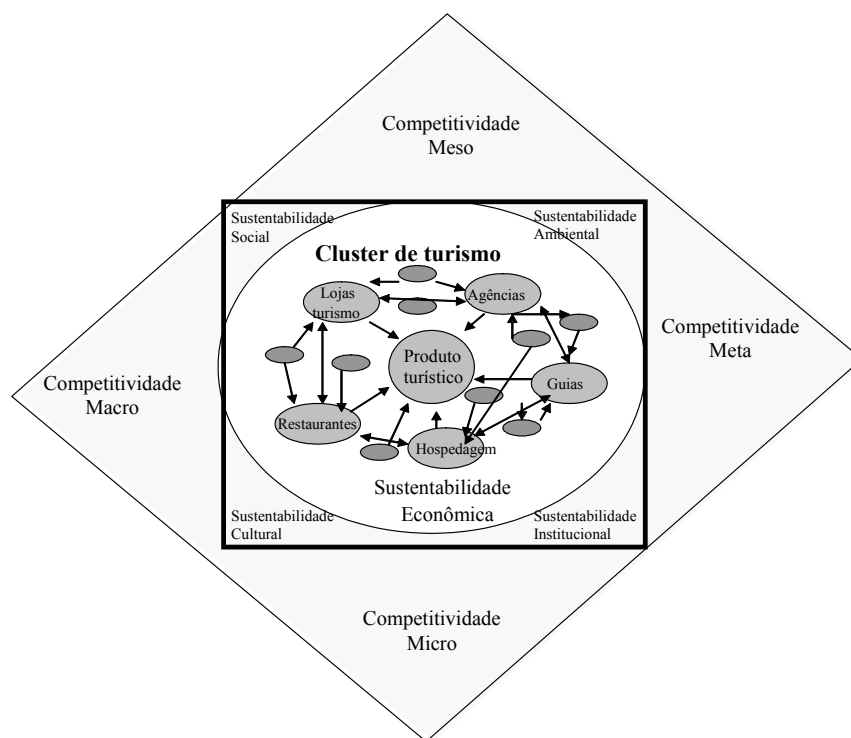 Competitividade
Meso
Sustentabilidade
Social
Sustentabilidade
Ambiental
Cluster de turismo
Lojas
turismo
Agências
Produto
turístico
Competitividade
Meta
Competitividade
Macro
Guias
Restaurantes
Hospedagem
Sustentabilidade
Econômica
Sustentabilidade
Cultural
Sustentabilidade
Institucional
Competitividade
Micro